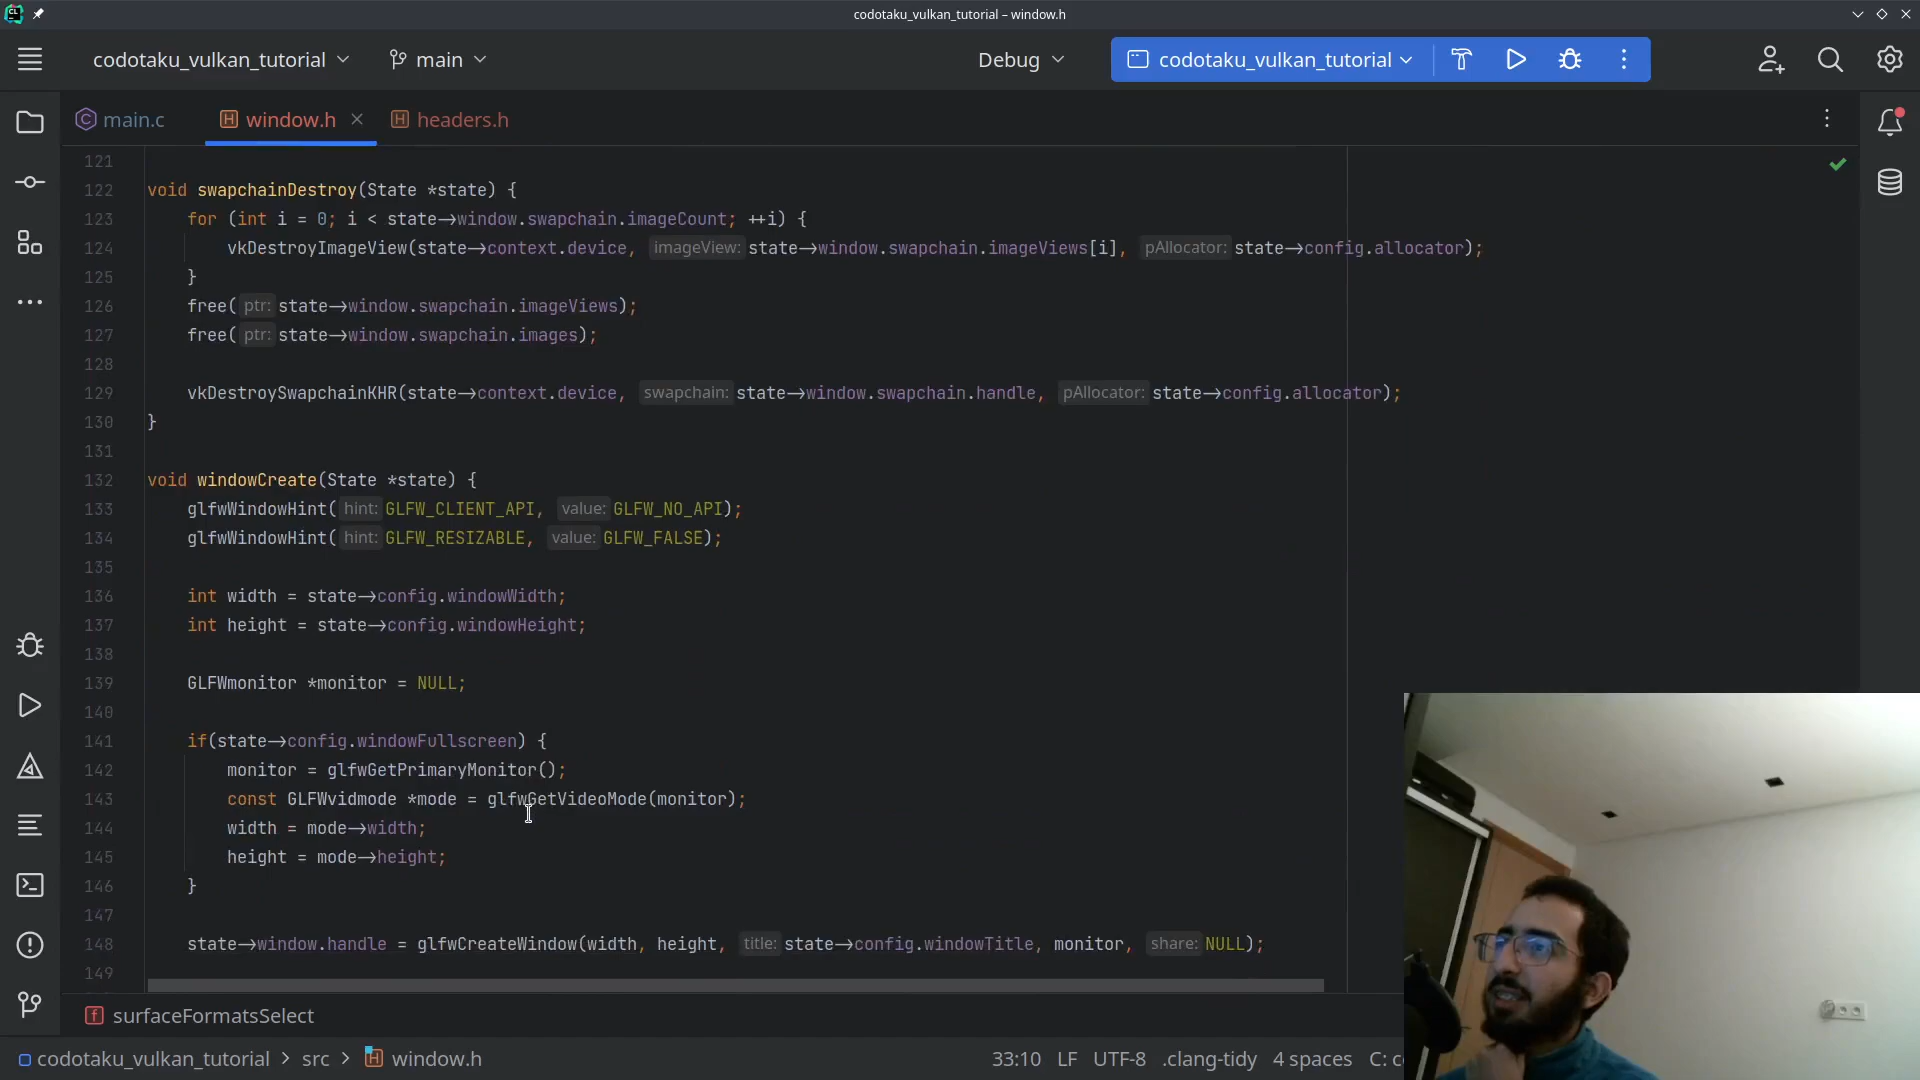 codotaku_vulkan_tutorial – window.h
codotaku_vulkan_tutorial
main
Debug
codotaku_vulkan_tutorial
main.c
window.h
headers.h
121
122 void swapchainDestroy(State *state) {
123 for (int i = 0; i < state->window.swapchain.imageCount; ++i) {
124 vkDestroyImageView(state->context.device, imageView: state->window.swapchain.imageViews[i], pAllocator: state->config.allocator);
125 }
126 free( ptr: state->window.swapchain.imageViews);
127 free( ptr: state->window.swapchain.images);
128
129 vkDestroySwapchainKHR(state->context.device, swapchain: state->window.swapchain.handle, pAllocator: state->config.allocator);
130 }
131
132 void windowCreate(State *state) {
133 glfwWindowHint( hint: GLFW_CLIENT_API, value: GLFW_NO_API);
134 glfwWindowHint( hint: GLFW_RESIZABLE, value: GLFW_FALSE);
135
136 int width = state->config.windowWidth;
137 int height = state->config.windowHeight;
138
139 GLFWmonitor *monitor = NULL;
140
141 if(state->config.windowFullscreen) {
142 monitor = glfwGetPrimaryMonitor();
143 const GLFWvidmode *mode = glfwGetVideoMode(monitor);
144 width = mode->width;
145 height = mode->height;
146 }
147
148 state->window.handle = glfwCreateWindow(width, height, title: state->config.windowTitle, monitor, share: NULL);
149
surfaceFormatsSelect
codotaku_vulkan_tutorial > src > window.h
33:10 LF UTF-8 .clang-tidy 4 spaces C: c